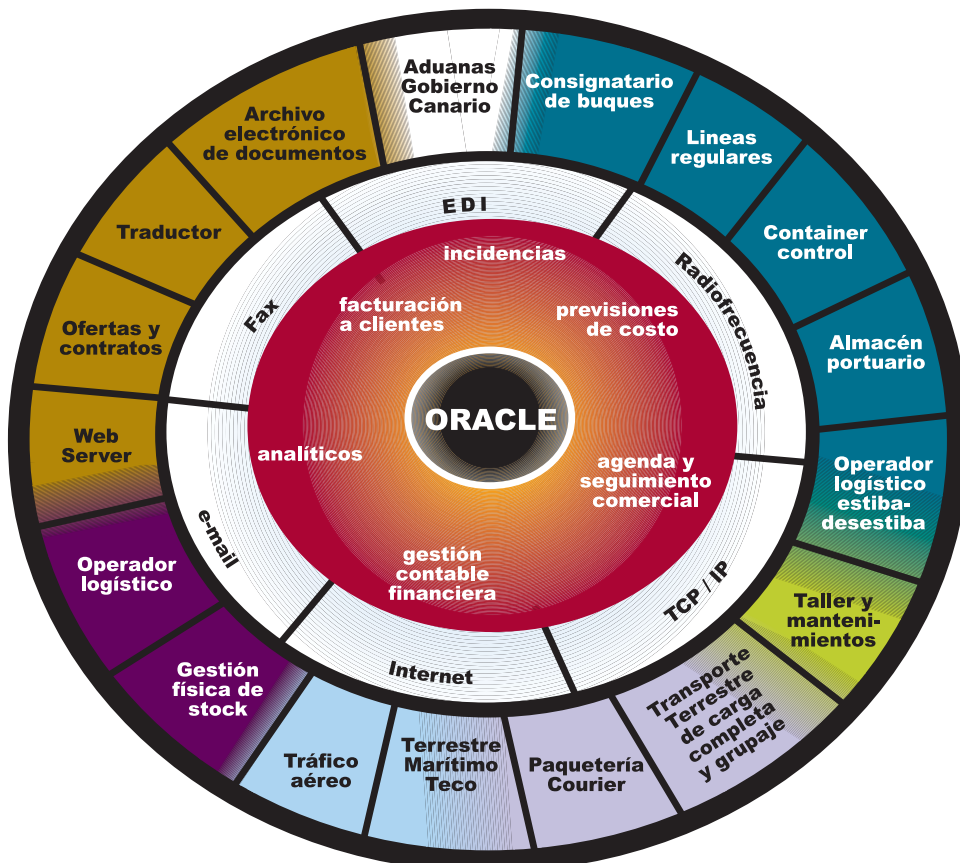 Aduanas
Gobierno
Canario
Consignatario
de buques
Lineas
regulares
Container
control
Almacén
portuario
Operador
logístico
estiba-
desestiba
Taller y
manteni-
mientos
Transporte
Terrestre
de carga
completa
y grupaje
Paquetería
Courier
Terrestre
Marítimo
Teco
Tráfico
aéreo
Gestión
física de
stock
Operador
logístico
Web
Server
Ofertas y
contratos
Traductor
Archivo
electrónico
de documentos
EDI
Radiofrecuencia
TCP / IP
Internet
e-mail
Fax
incidencias
previsiones
de costo
agenda y
seguimiento
comercial
gestión
contable
financiera
analíticos
facturación
a clientes
ORACLE